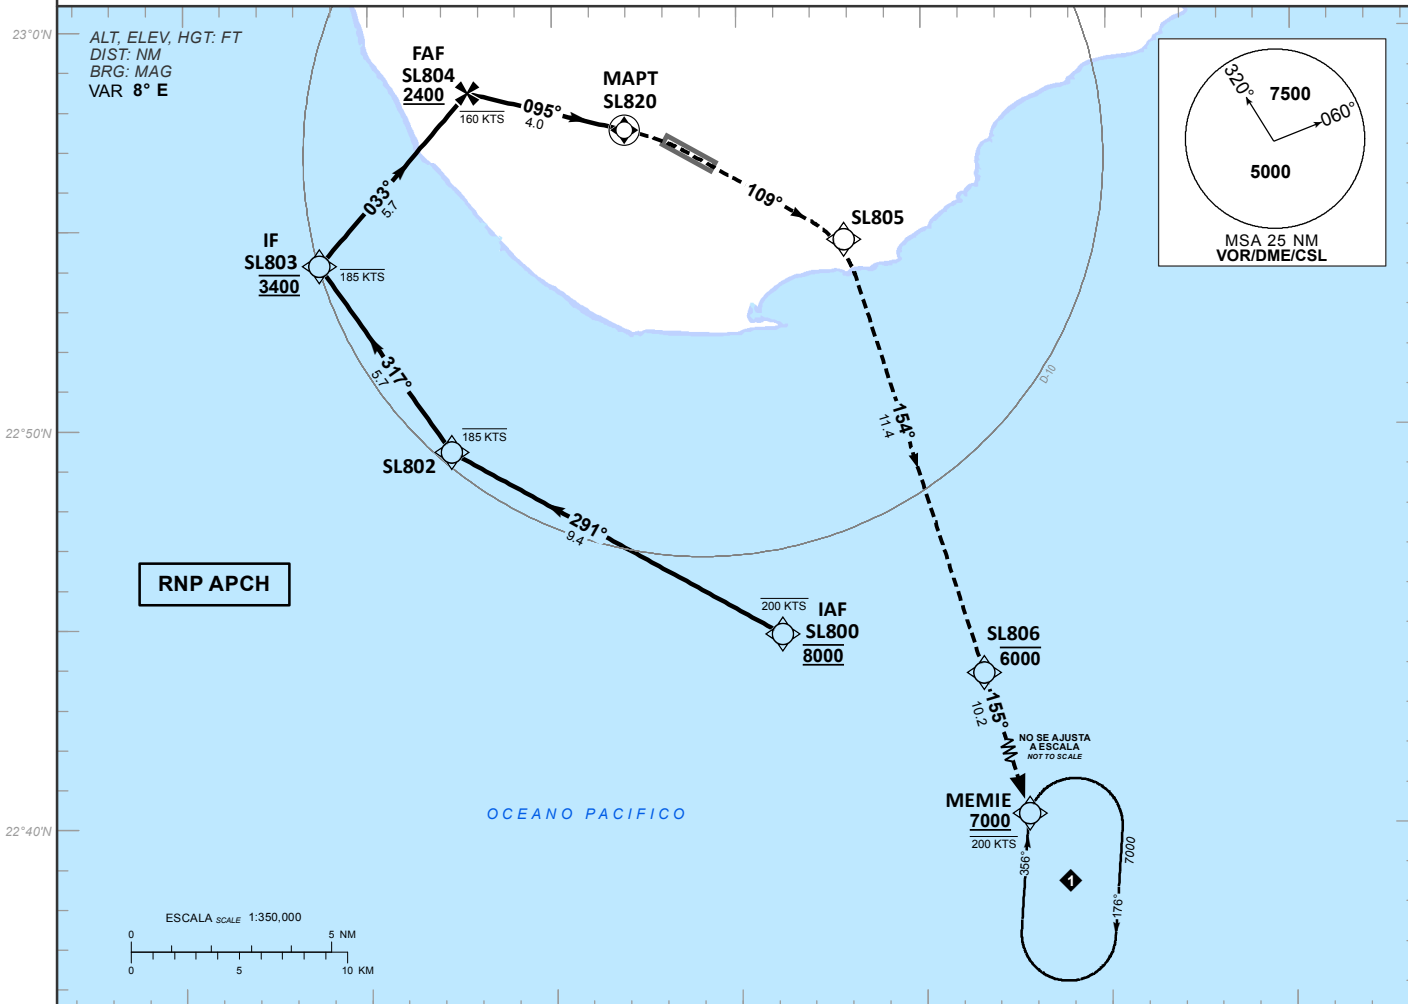 23°0'N
ALT, ELEV, HGT: FT
DIST: NM
BRG: MAG
VAR 8° E
FAF
SL804
2400
160 KTS
095°
4.0
MAPT
SL820
320°
7500
060°
5000
MSA 25 NM
VOR/DME/CSL
033°
5.7
109°
SL805
IF
SL803
3400
185 KTS
317°
5.7
D-10
22°50'N
185 KTS
SL802
154°
11.4
291°
9.4
RNP APCH
200 KTS
IAF
SL800
8000
SL806
6000
155°
10.2
NO SE AJUSTA
A ESCALA
NOT TO SCALE
OCEANO PACIFICO
MEMIE
7000
200 KTS
22°40'N
356°
7000
1
176°
ESCALA SCALE 1:350,000
0 5 NM
0 5 10 KM